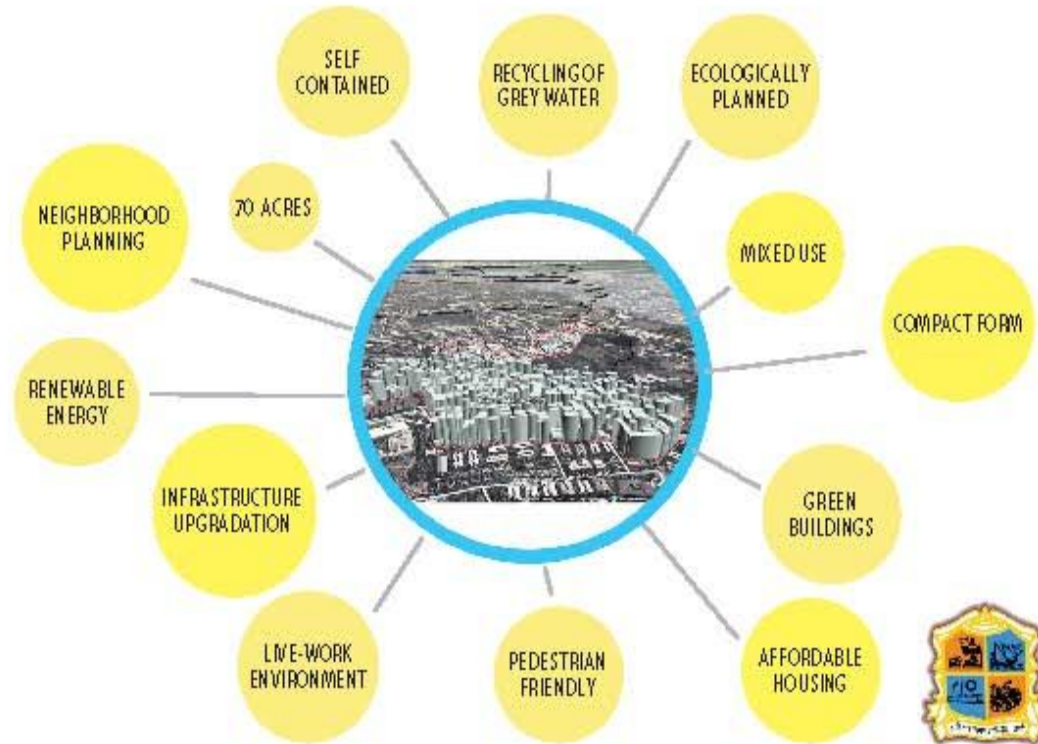 SELF
CONTAINED
RECYCLING OF
GREY WATER
ECOLOGICALLY
PLANNED
NEIGHBORHOOD
PLANNING
70 ACRES
MIXED USE
COMPACT FORM
RENEWABLE
ENERGY
INFRASTRUCTURE
UPGRADATION
GREEN
BUILDINGS
LIVE-WORK
ENVIRONMENT
PEDESTRIAN
FRIENDLY
AFFORDABLE
HOUSING